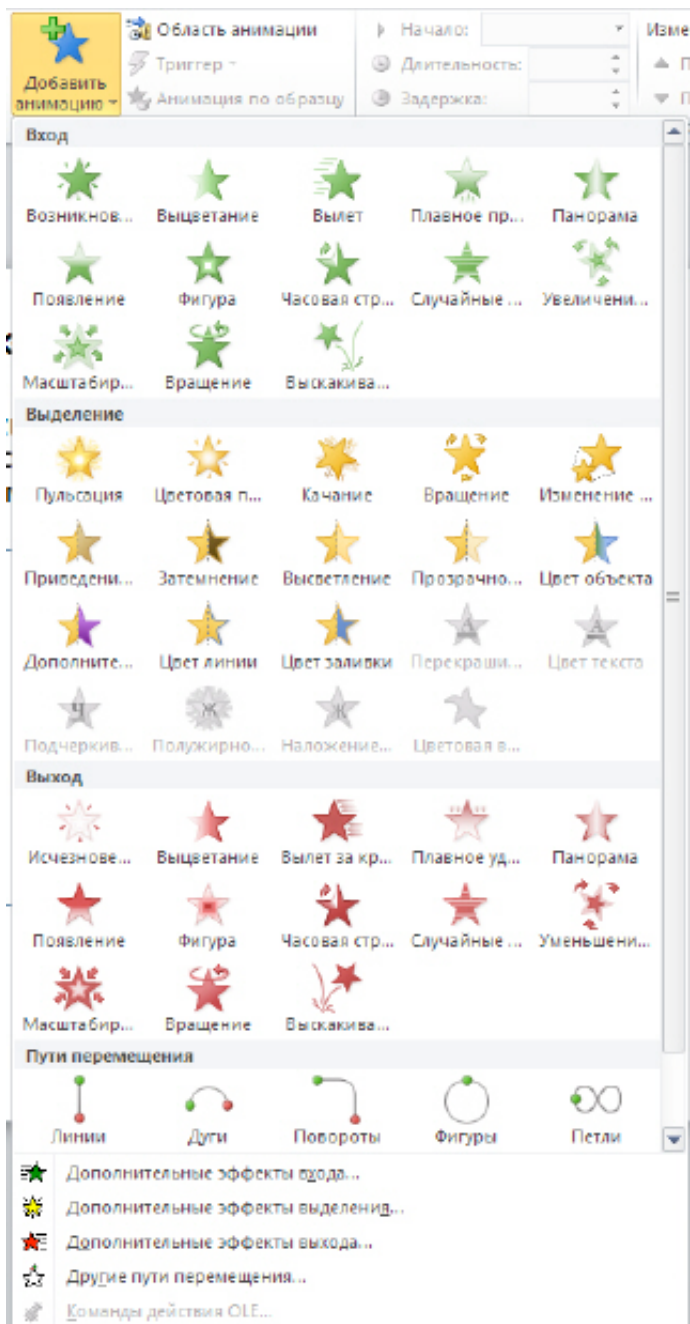 Добавить анимацию
Область анимации
Триггер
Анимация по образцу
Начало:
Длительность:
Задержка:
Изме
П
П
Вход
Возникнов... Выцветание Вылет Плавное пр... Панорама
Появление Фигура Часовая стр... Случайные ... Увеличени...
Масштабир... Вращение Выскакива...
Выделение
Пульсация Цветовая п... Качание Вращение Изменение ...
Приведени... Затемнение Высветление Прозрачно... Цвет объекта
Дополните... Цвет линии Цвет заливки Перекраши... Цвет текста
Подчеркив... Полужирно... Наложение... Цветовая в...
Выход
Исчезнове... Выцветание Вылет за кр... Плавное уд... Панорама
Появление Фигура Часовая стр... Случайные ... Уменьшени...
Масштабир... Вращение Выскакива...
Пути перемещения
Линии Дуги Повороты Фигуры Петли
Дополнительные эффекты входа...
Дополнительные эффекты выделения...
Дополнительные эффекты выхода...
Другие пути перемещения...
Команды действия OLE...